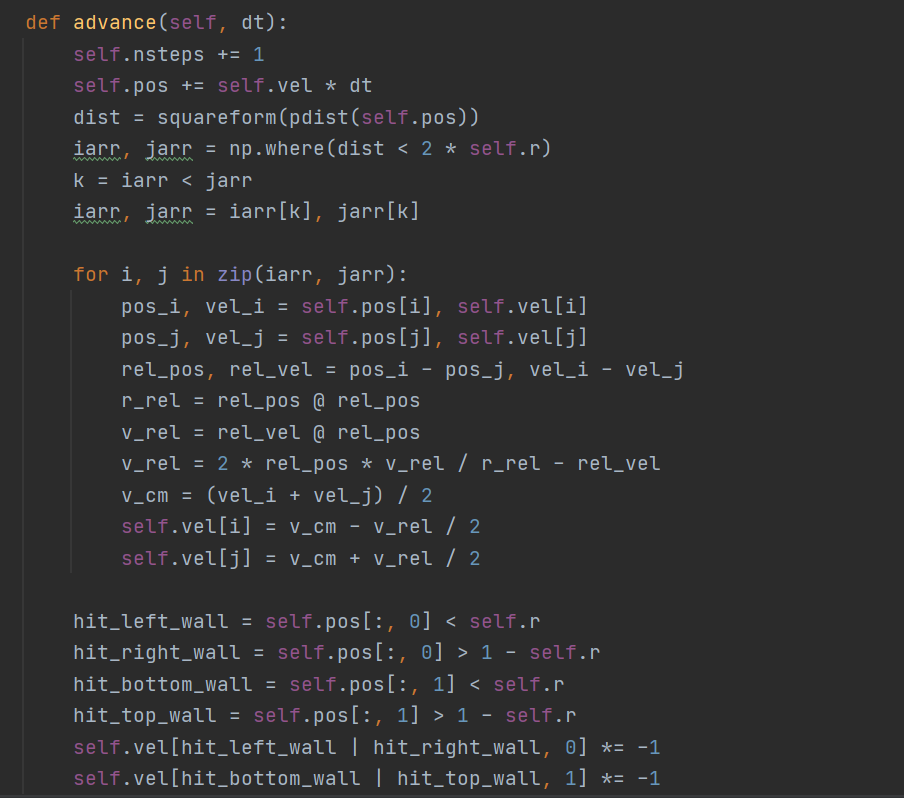 def advance(self, dt):
    self.nsteps += 1
    self.pos += self.vel * dt
    dist = squareform(pdist(self.pos))
    iarr, jarr = np.where(dist < 2 * self.r)
    k = iarr < jarr
    iarr, jarr = iarr[k], jarr[k]

    for i, j in zip(iarr, jarr):
        pos_i, vel_i = self.pos[i], self.vel[i]
        pos_j, vel_j = self.pos[j], self.vel[j]
        rel_pos, rel_vel = pos_i - pos_j, vel_i - vel_j
        r_rel = rel_pos @ rel_pos
        v_rel = rel_vel @ rel_pos
        v_rel = 2 * rel_pos * v_rel / r_rel - rel_vel
        v_cm = (vel_i + vel_j) / 2
        self.vel[i] = v_cm - v_rel / 2
        self.vel[j] = v_cm + v_rel / 2

    hit_left_wall = self.pos[:, 0] < self.r
    hit_right_wall = self.pos[:, 0] > 1 - self.r
    hit_bottom_wall = self.pos[:, 1] < self.r
    hit_top_wall = self.pos[:, 1] > 1 - self.r
    self.vel[hit_left_wall | hit_right_wall, 0] *= -1
    self.vel[hit_bottom_wall | hit_top_wall, 1] *= -1